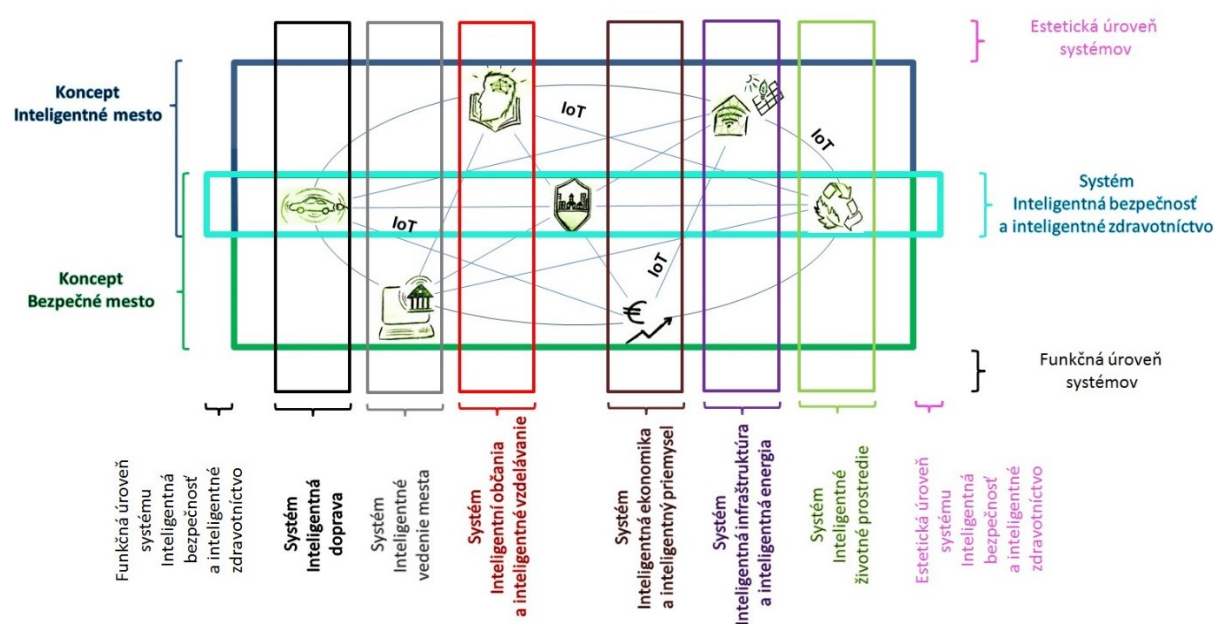 Estetická úroveň
systémov
Koncept
Inteligentné mesto
IoT
IoT
Systém
Inteligentná bezpečnosť
a inteligentné zdravotníctvo
IoT
Koncept
Bezpečné mesto
IoT
€
Funkčná úroveň
systémov
Funkčná úroveň
systému
Inteligentná
bezpečnosť
a inteligentné
zdravotníctvo
Systém
Inteligentná
doprava
Systém
Inteligentné
vedenie mesta
Systém
Inteligentní občania
a inteligentné vzdelávanie
Systém
Inteligentná ekonomika
a inteligentný priemysel
Systém
Inteligentná infraštruktúra
a inteligentná energia
Systém
Inteligentné
životné prostredie
Estetická úroveň
systému
Inteligentná
bezpečnosť
a inteligentné
zdravotníctvo